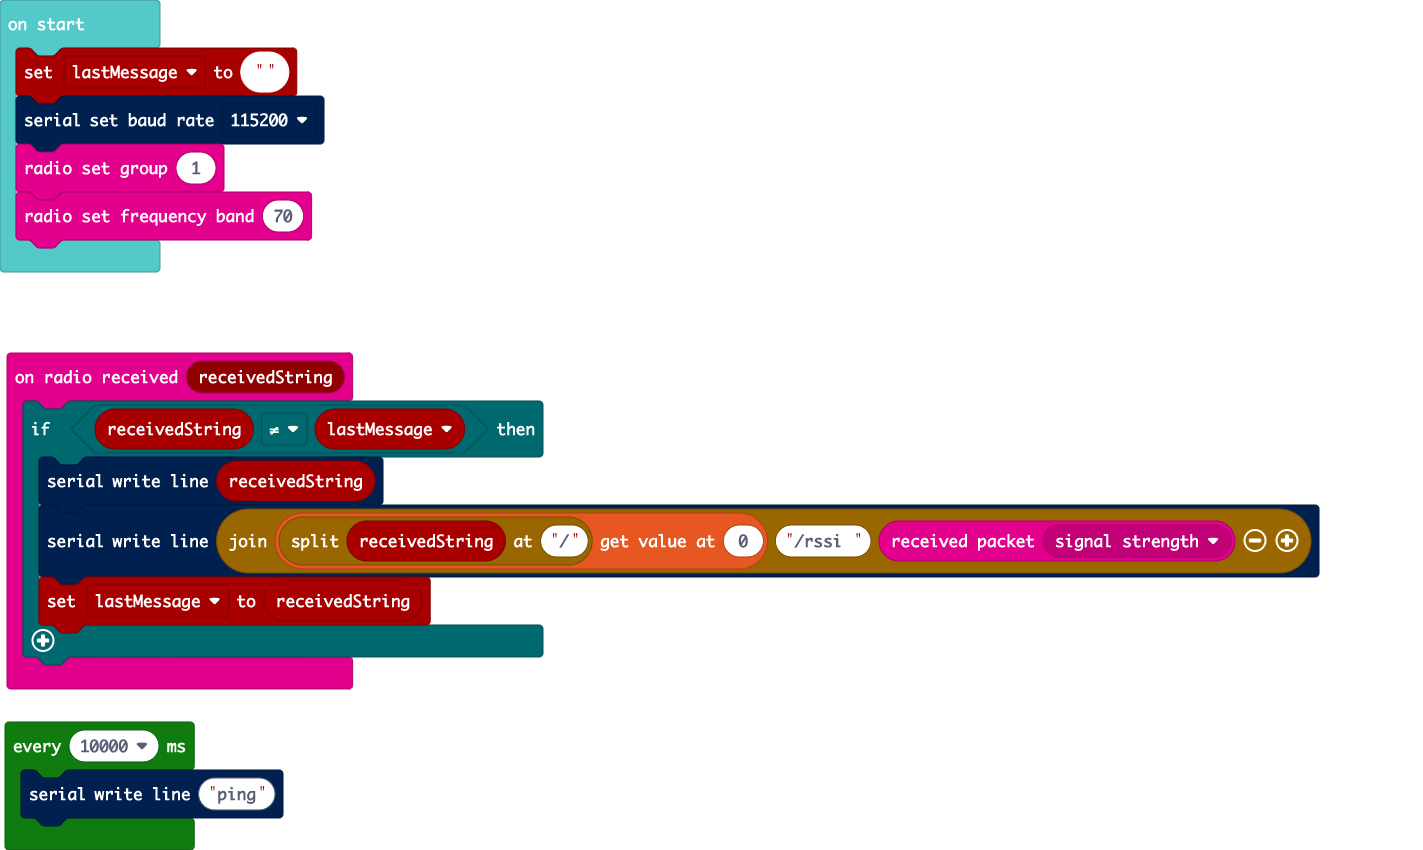 on start
set lastMessage to " "
serial set baud rate 115200
radio set group 1
radio set frequency band 70
on radio received receivedString
if receivedString ≠ lastMessage then
serial write line receivedString
serial write line join split receivedString at "/" get value at 0 "/rssi " received packet signal strength
set lastMessage to receivedString
every 10000 ms
serial write line "ping"